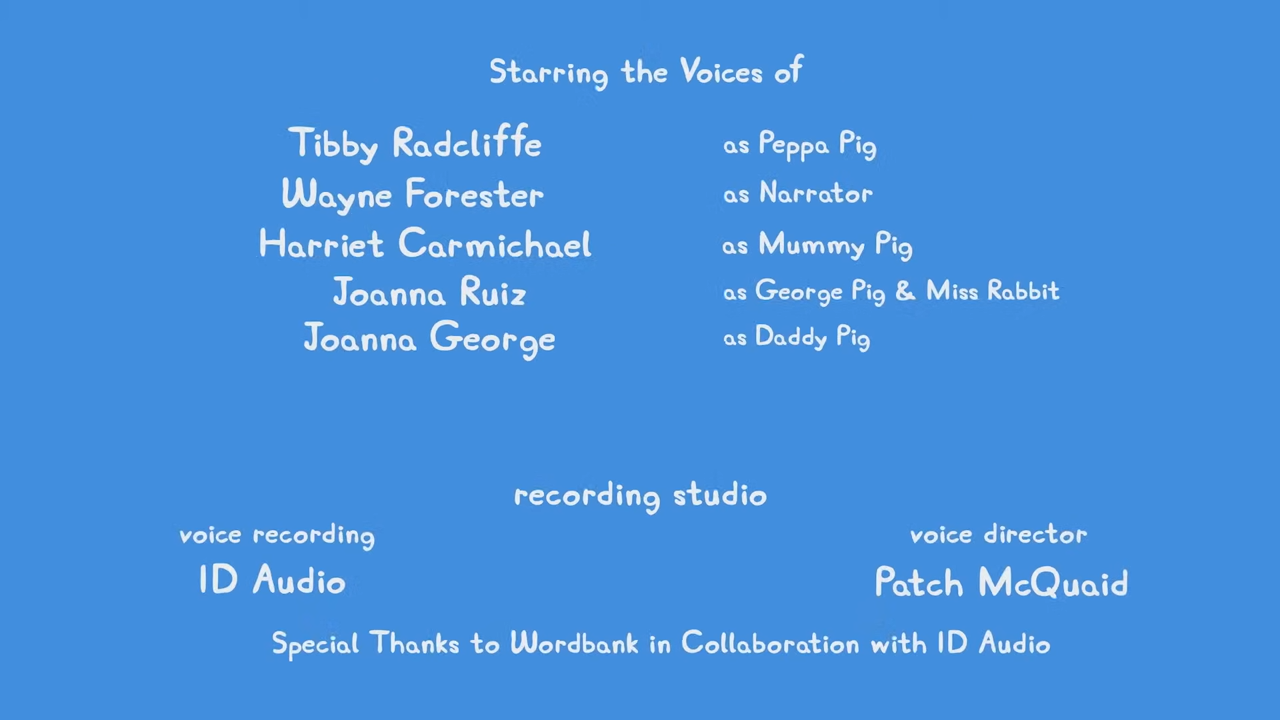 Starring the Voices of
Tibby Radcliffe as Peppa Pig
Wayne Forester as Narrator
Harriet Carmichael as Mummy Pig
Joanna Ruiz as George Pig & Miss Rabbit
Joanna George as Daddy Pig
recording studio
voice recording voice director
ID Audio Patch McQuaid
Special Thanks to Wordbank in Collaboration with ID Audio